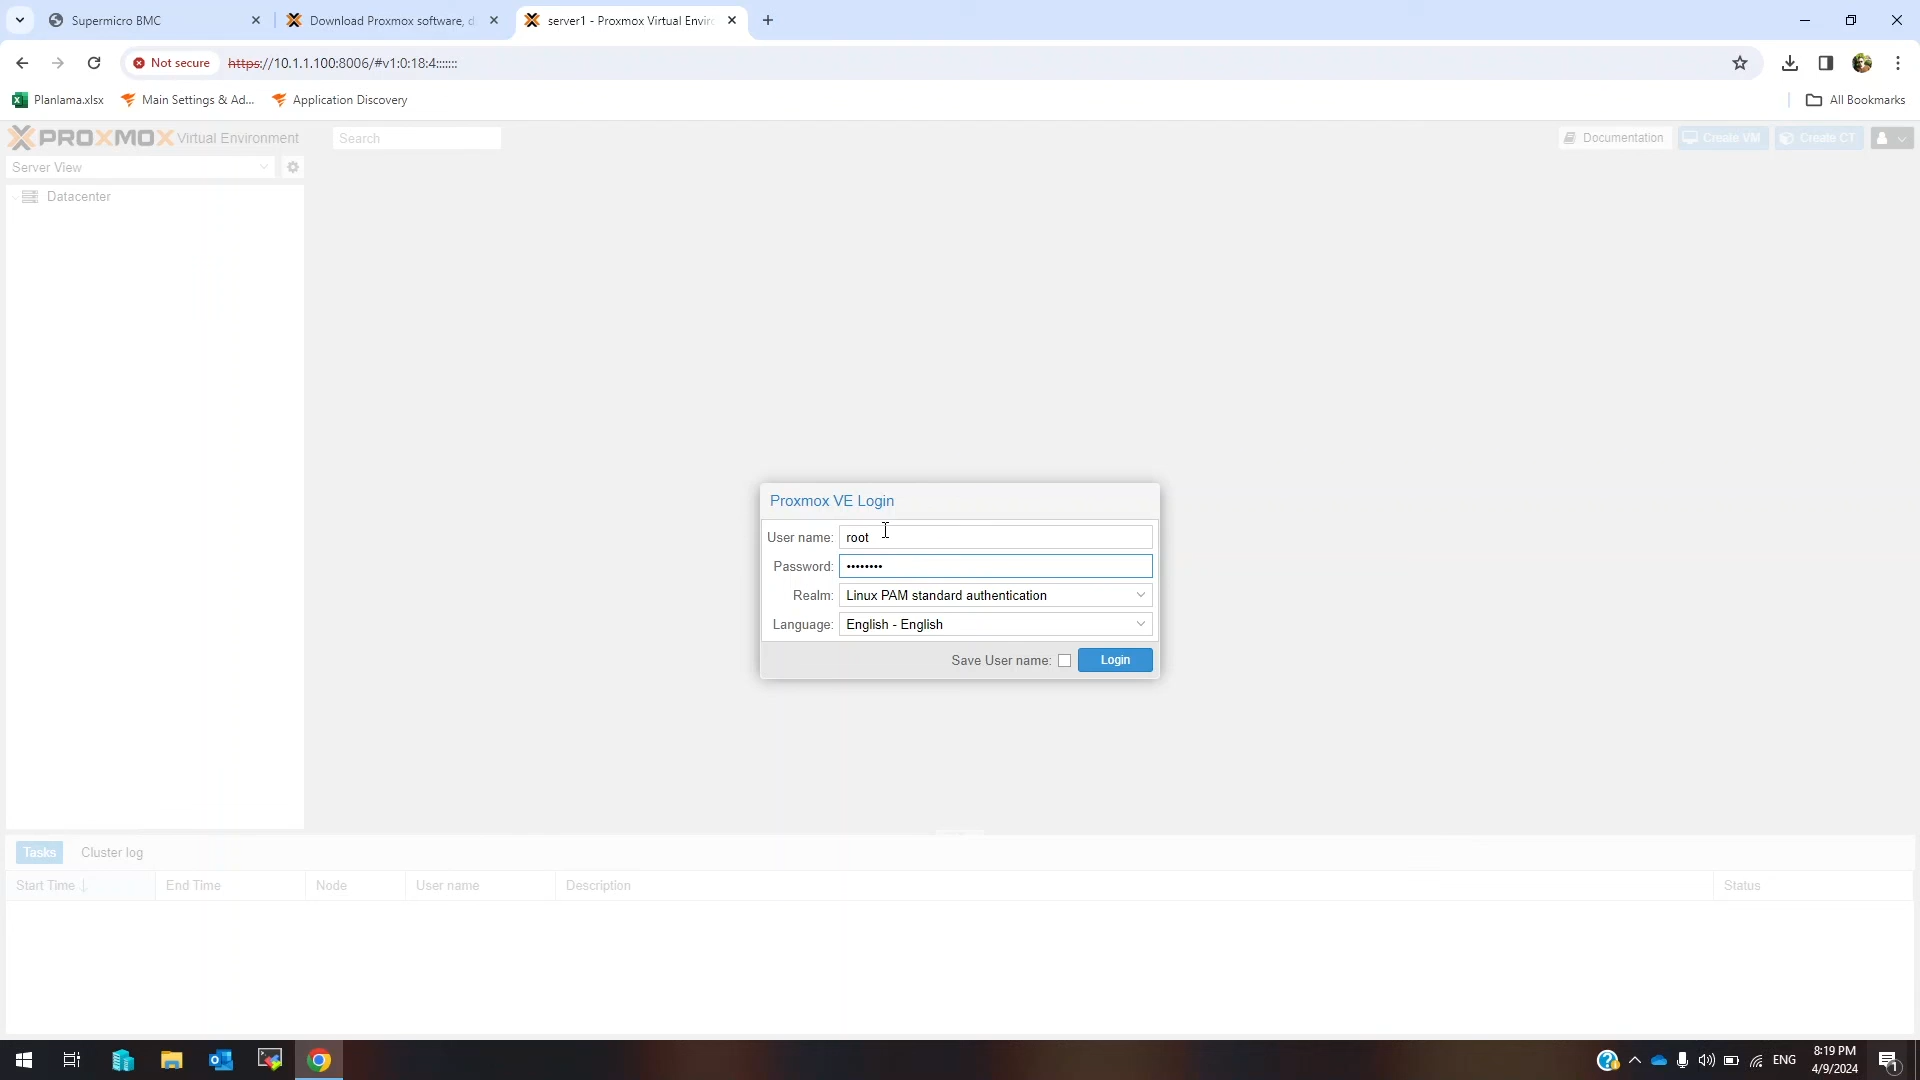 Supermicro BMC
Download Proxmox software, d
server1 - Proxmox Virtual Envir
Not secure
https://10.1.1.100:8006/#v1:0:18:4:::::::
Planlama.xlsx
Main Settings & Ad...
Application Discovery
All Bookmarks
PROXMOX Virtual Environment
Search
Documentation
Create VM
Create CT
Server View
Datacenter
Proxmox VE Login
User name: root
Password: ••••••••
Realm: Linux PAM standard authentication
Language: English - English
Save User name:
Login
Tasks
Cluster log
Start Time
End Time
Node
User name
Description
Status
ENG
8:19 PM
4/9/2024
1